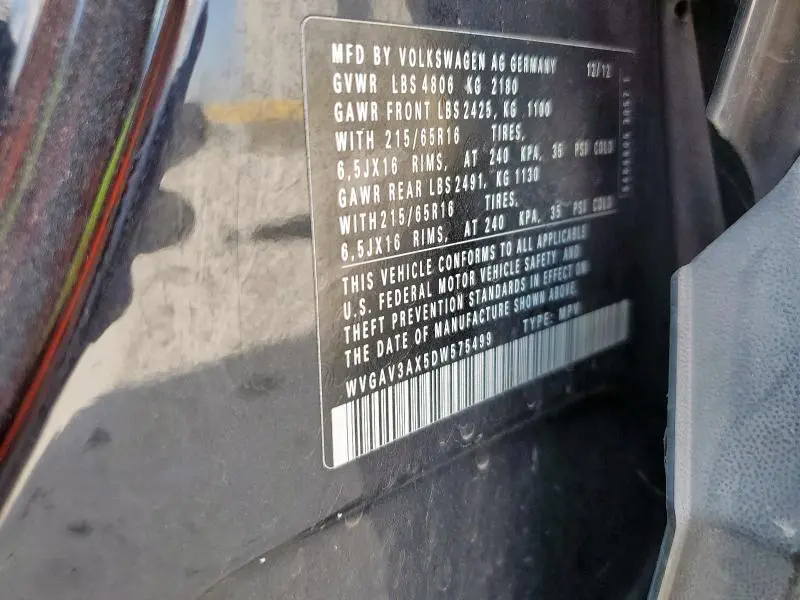 MFD BY VOLKSWAGEN AG GERMANY 12/12
GVWR LBS 4806 KG 2180
GAWR FRONT LBS 2425, KG 1100
WITH 215/65R16 TIRES,
6,5JX16 RIMS, AT 240 KPA, 35 PSI COLD
GAWR REAR LBS 2491, KG 1130
WITH 215/65R16 TIRES,
6,5JX16 RIMS, AT 240 KPA, 35 PSI COLD
THIS VEHICLE CONFORMS TO ALL APPLICABLE
U.S. FEDERAL MOTOR VEHICLE SAFETY AND
THEFT PREVENTION STANDARDS IN EFFECT ON
THE DATE OF MANUFACTURE SHOWN ABOVE.
WVGAV3AX5DW575499 TYPE: MPV